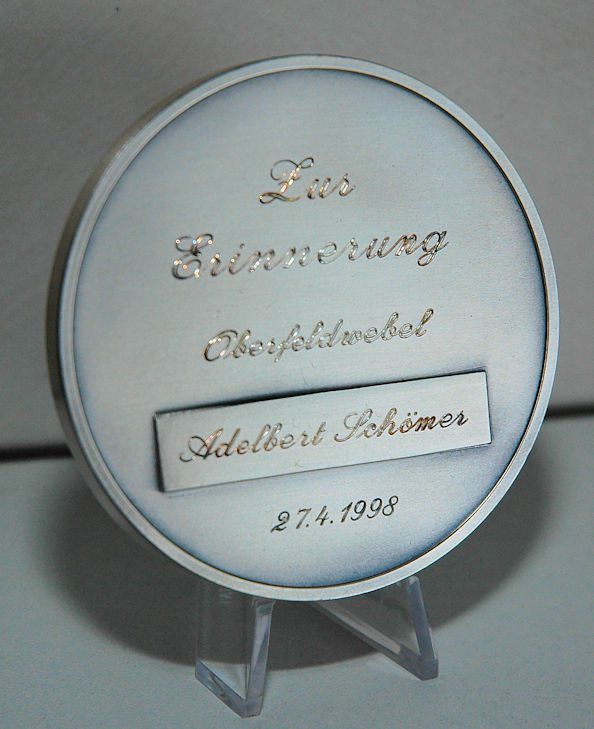 Zur
Erinnerung
Oberfeldwebel
Adelbert Schömer
27.4.1998